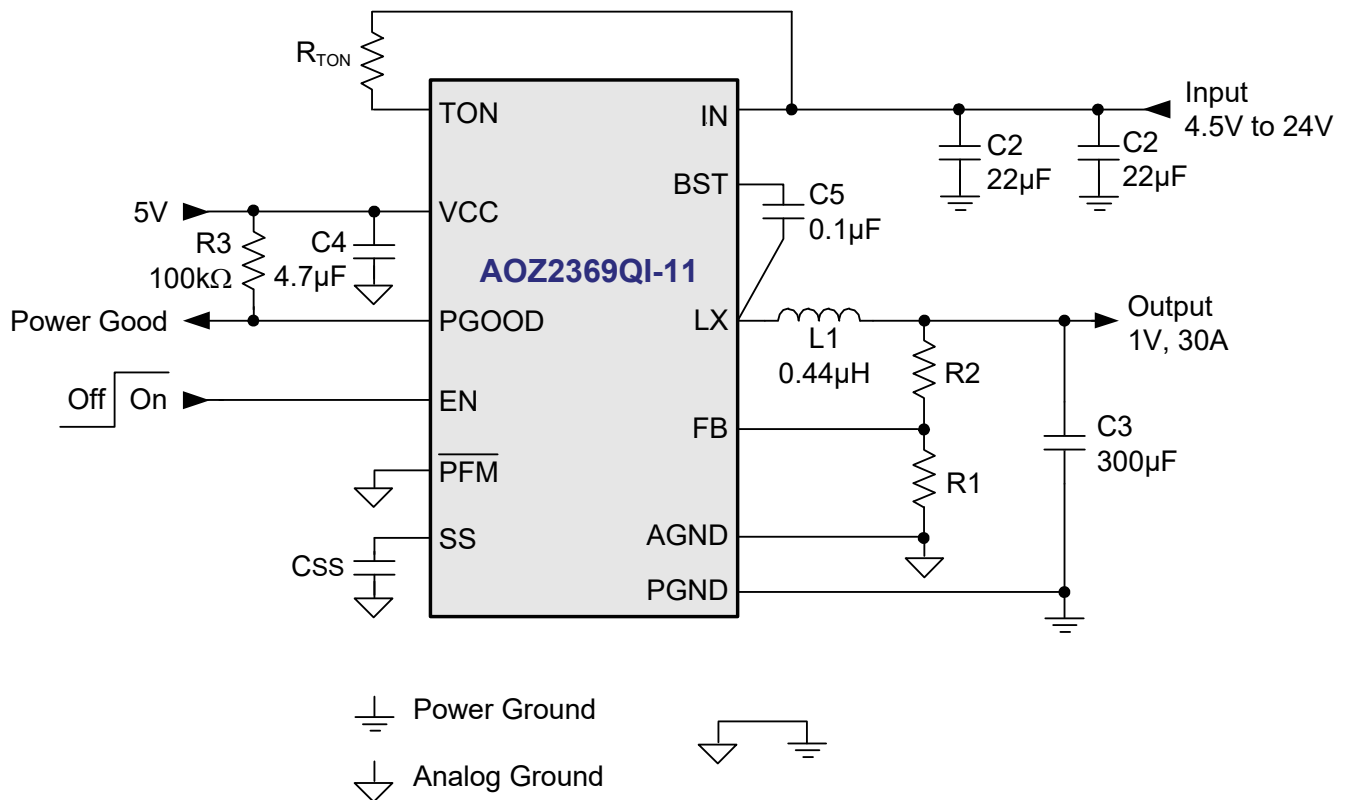 R_TON
TON
IN
Input
4.5V to 24V
C2
22µF
C2
22µF
BST
C5
0.1µF
5V
VCC
R3
100kΩ
C4
4.7µF
AOZ2369QI-11
Power Good
PGOOD
LX
L1
0.44µH
Output
1V, 30A
R2
Off
On
EN
FB
C3
300µF
PFM
R1
SS
CSS
AGND
PGND
Power Ground
Analog Ground